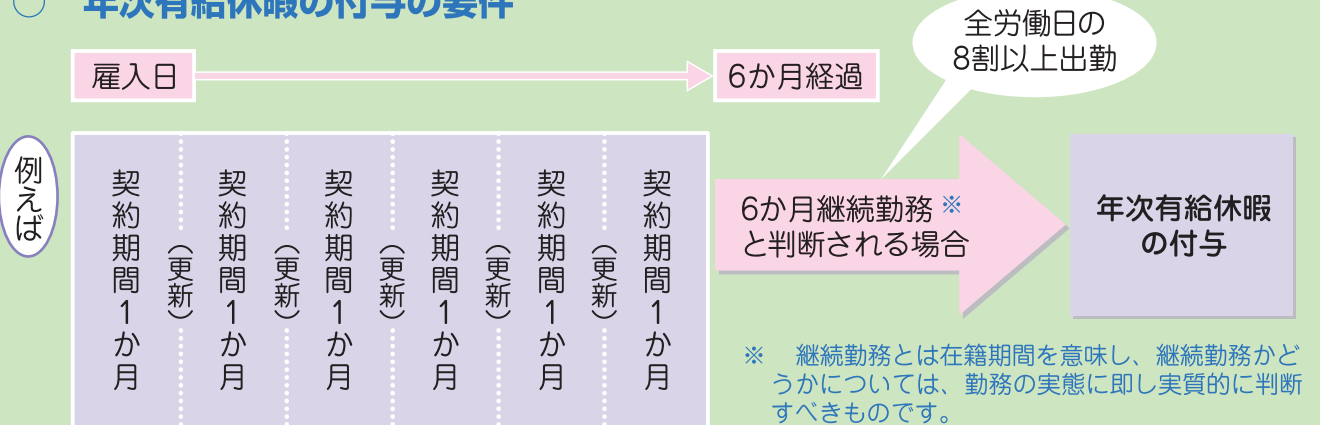 ○ 年次有給休暇の付与の要件
全労働日の
8割以上出勤
雇入日
6か月経過
例えば
契約期間1か月
（更新）
契約期間1か月
（更新）
契約期間1か月
（更新）
契約期間1か月
（更新）
契約期間1か月
（更新）
契約期間1か月
6か月継続勤務※
と判断される場合
年次有給休暇
の付与
※　継続勤務とは在籍期間を意味し、継続勤務かど
うかについては、勤務の実態に即し実質的に判断
すべきものです。